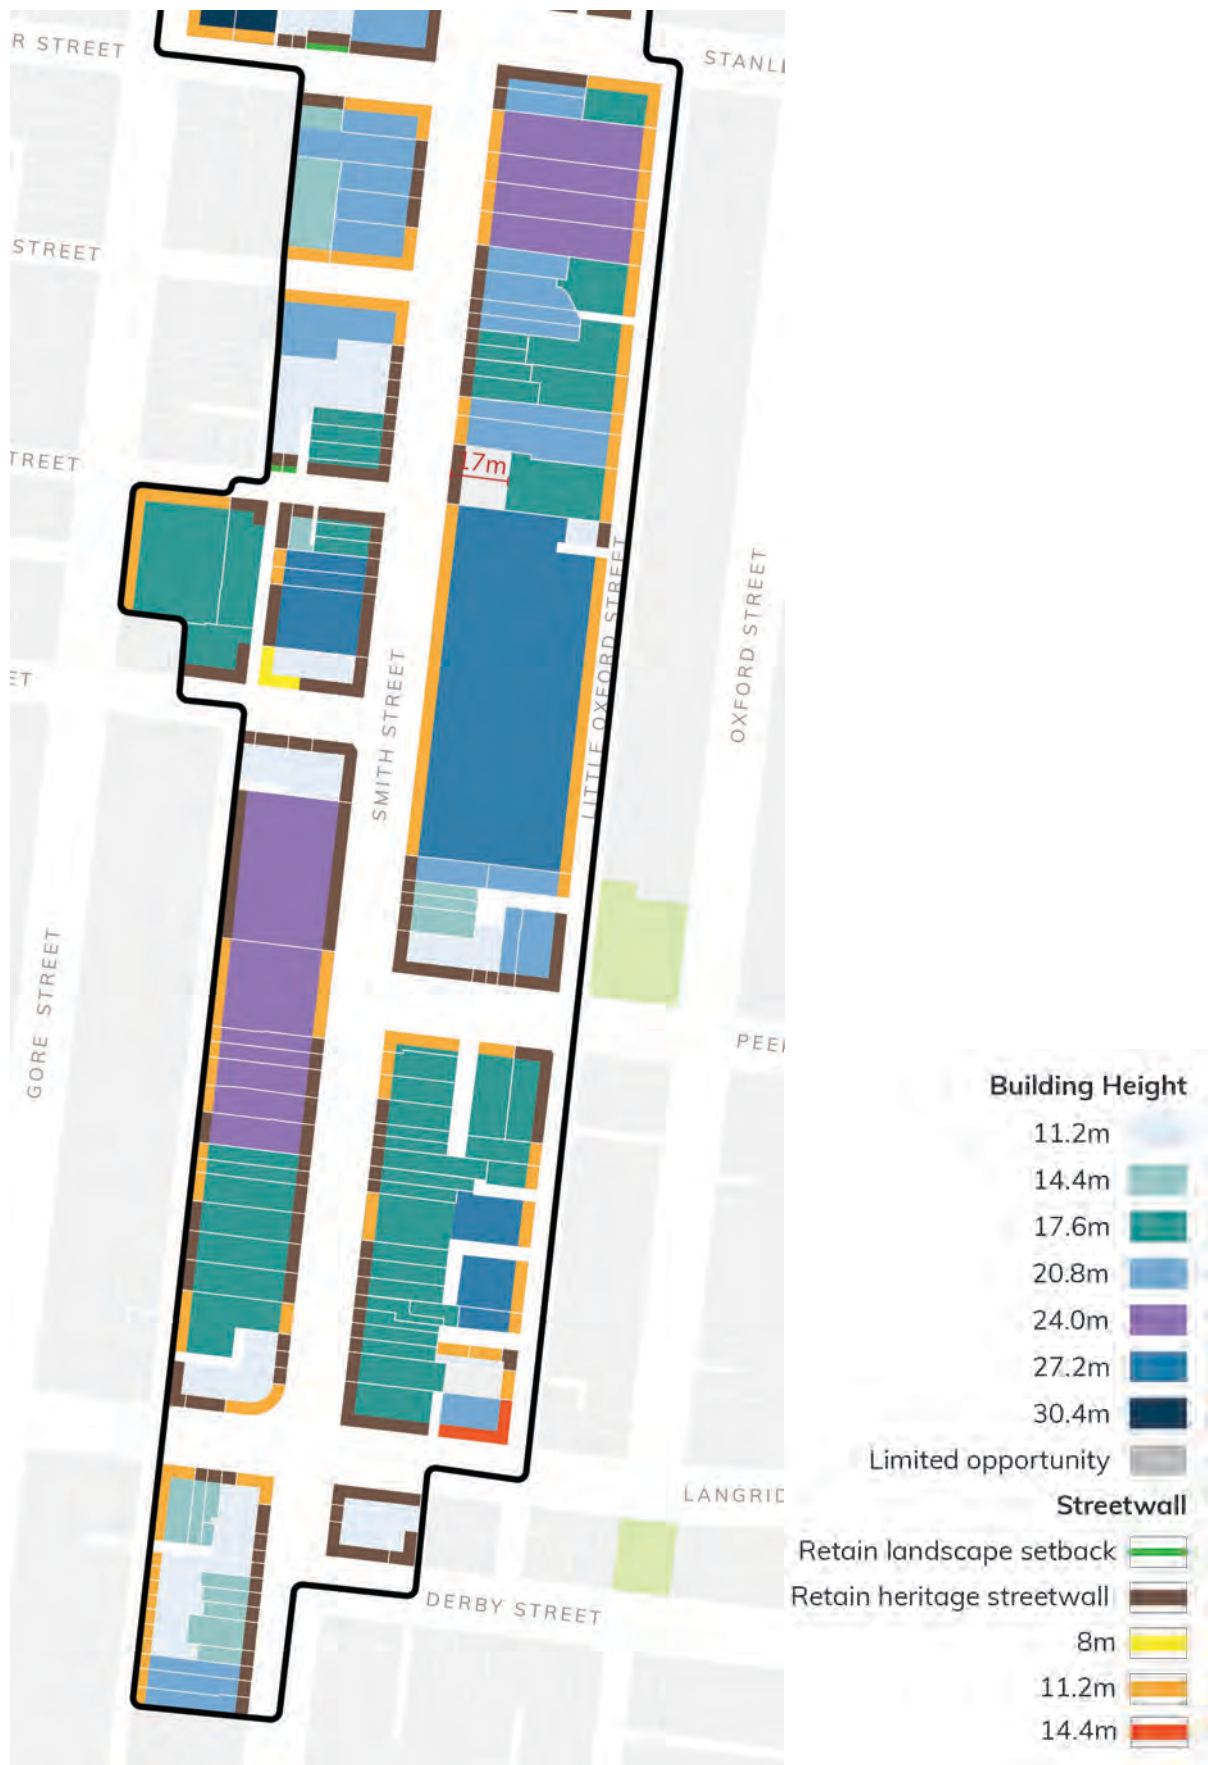 R STREET
STANL
STREET
TREET
17m
ET
SMITH STREET
LITTLE OXFORD STREET
OXFORD STREET
GORE STREET
PEE
LANGRID
DERBY STREET
Building Height
11.2m
14.4m
17.6m
20.8m
24.0m
27.2m
30.4m
Limited opportunity
Streetwall
Retain landscape setback
Retain heritage streetwall
8m
11.2m
14.4m